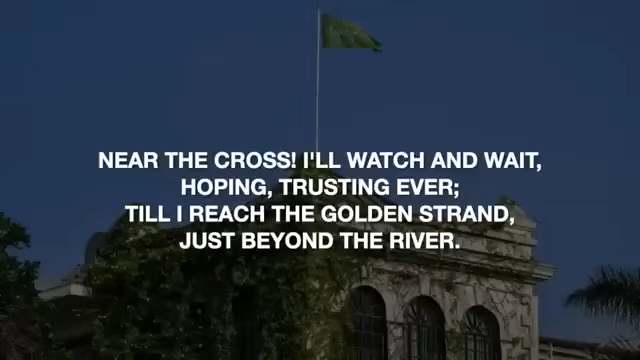 NEAR THE CROSS! I'LL WATCH AND WAIT,
HOPING, TRUSTING EVER;
TILL I REACH THE GOLDEN STRAND,
JUST BEYOND THE RIVER.